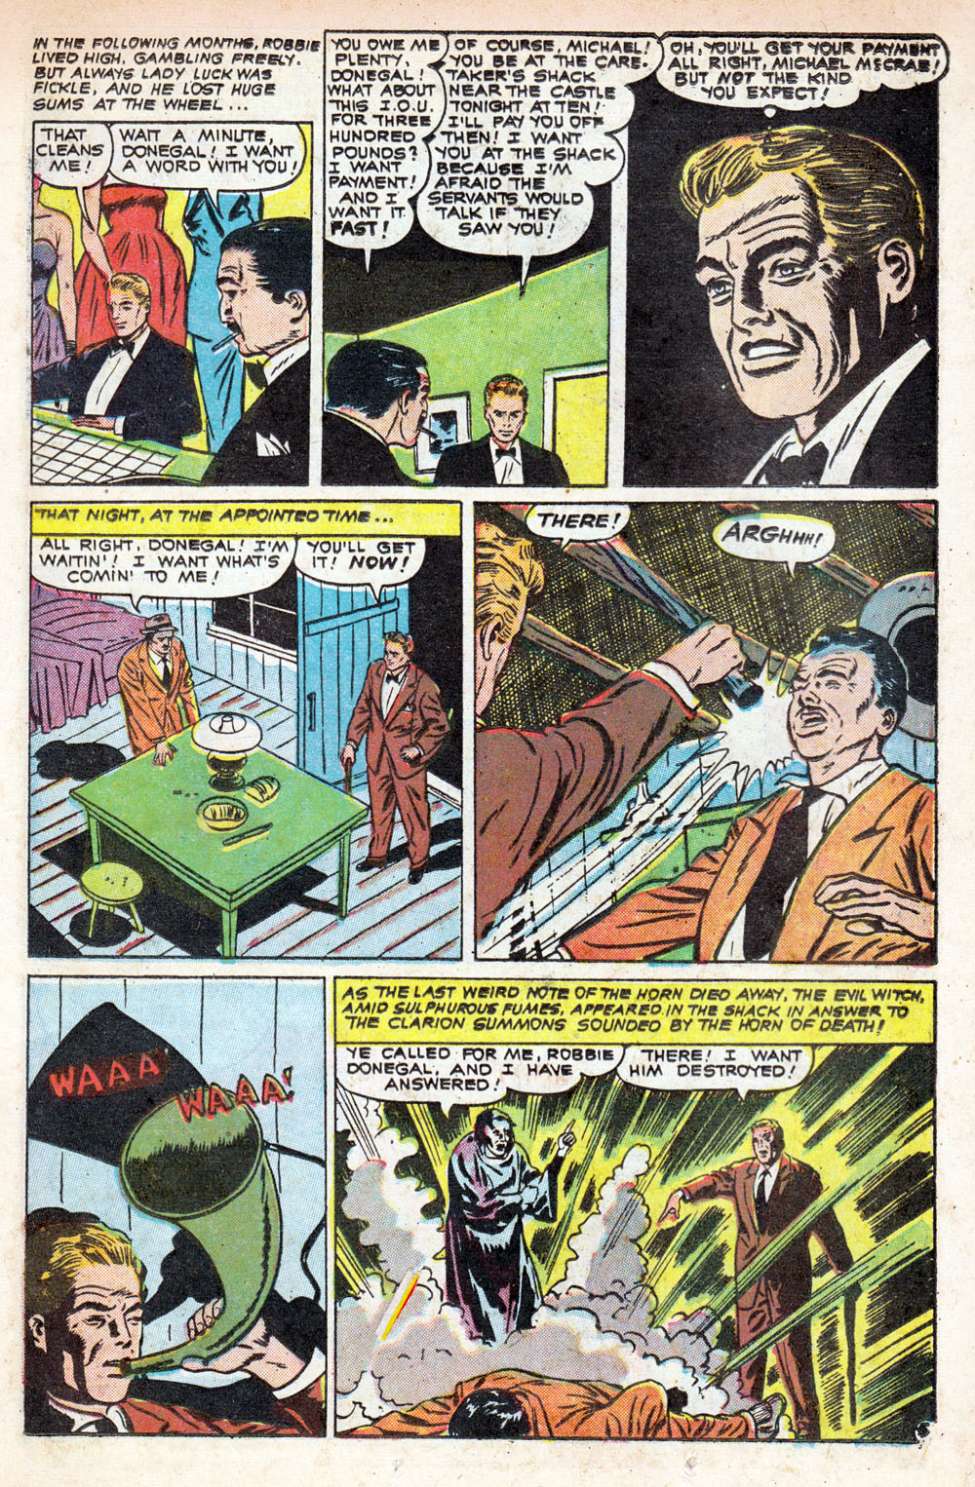 IN THE FOLLOWING MONTHS, ROBBIE
LIVED HIGH, GAMBLING FREELY.
BUT ALWAYS LADY LUCK WAS
FICKLE, AND HE LOST HUGE
SUMS AT THE WHEEL...
THAT
CLEANS
ME!
WAIT A MINUTE,
DONEGAL! I WANT
A WORD WITH YOU!
YOU OWE ME
PLENTY,
DONEGAL!
WHAT ABOUT
THIS I.O.U.
FOR THREE
HUNDRED
POUNDS?
I WANT
PAYMENT!
AND I
WANT IT
FAST!
OF COURSE, MICHAEL!
YOU BE AT THE CARE-
TAKER'S SHACK
NEAR THE CASTLE
TONIGHT AT TEN!
I'LL PAY YOU OFF
THEN! I WANT
YOU AT THE SHACK
BECAUSE I'M
AFRAID THE
SERVANTS WOULD
TALK IF THEY
SAW YOU!
OH, YOU'LL GET YOUR PAYMENT
ALL RIGHT, MICHAEL McCRAE!
BUT NOT THE KIND
YOU EXPECT!
THAT NIGHT, AT THE APPOINTED TIME...
ALL RIGHT, DONEGAL! I'M
WAITIN'! I WANT WHAT'S
COMIN' TO ME!
YOU'LL GET
IT! NOW!
THERE!
ARGHHH!
WAAA!
WAAA!
AS THE LAST WEIRD NOTE OF THE HORN DIED AWAY, THE EVIL WITCH,
AMID SULPHUROUS FUMES, APPEARED IN THE SHACK IN ANSWER TO
THE CLARION SUMMONS SOUNDED BY THE HORN OF DEATH!
YE CALLED FOR ME, ROBBIE
DONEGAL, AND I HAVE
ANSWERED!
THERE! I WANT
HIM DESTROYED!